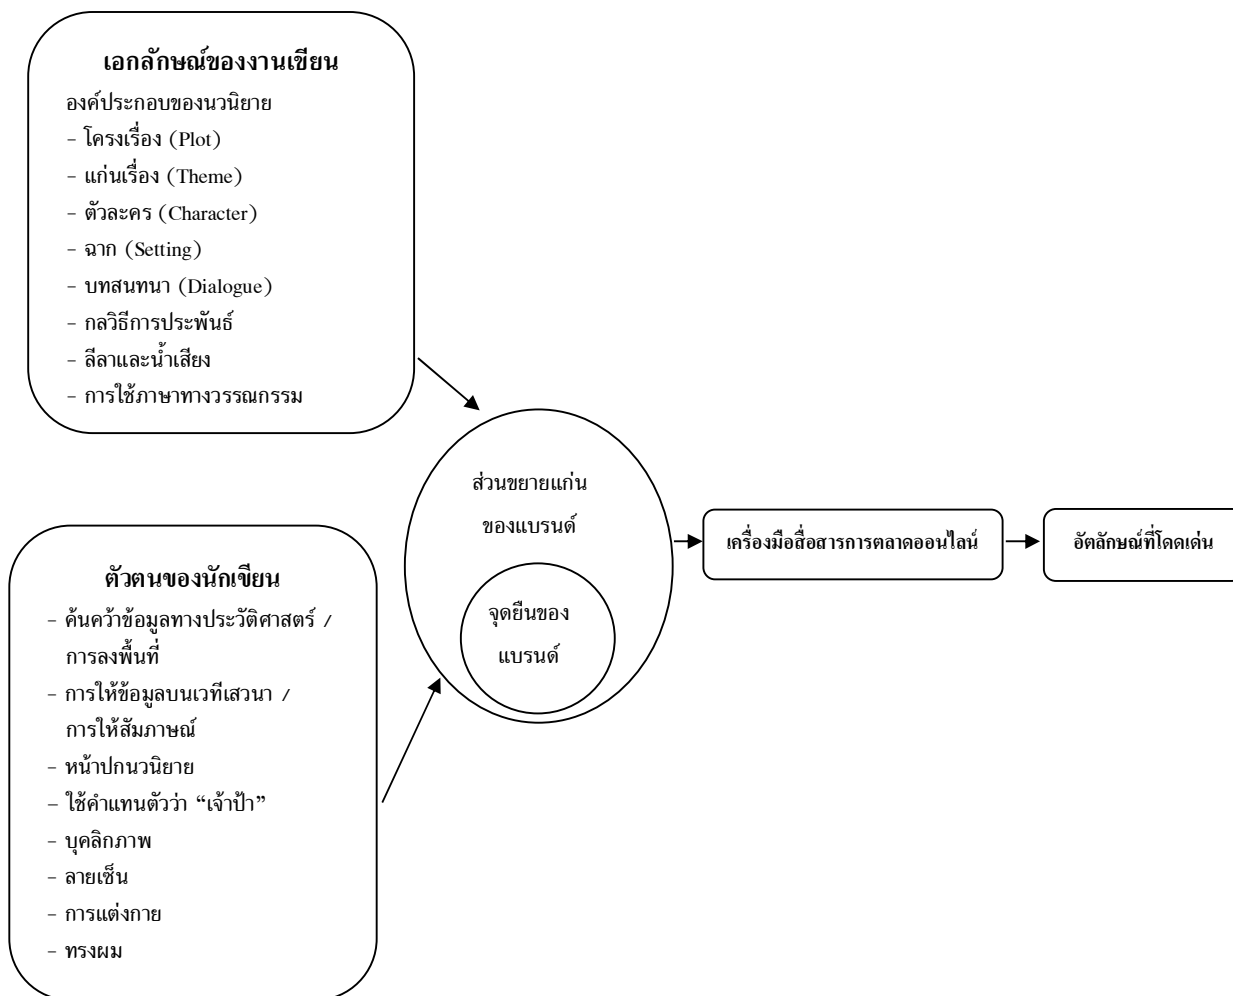 เอกลักษณ์ของงานเขียน
องค์ประกอบของนวนิยาย
- โครงเรื่อง (Plot)
- แก่นเรื่อง (Theme)
- ตัวละคร (Character)
- ฉาก (Setting)
- บทสนทนา (Dialogue)
- กลวิธีการประพันธ์
- ลีลาและน้ำเสียง
- การใช้ภาษาทางวรรณกรรม
ตัวตนของนักเขียน
- ค้นคว้าข้อมูลทางประวัติศาสตร์ /
การลงพื้นที่
- การให้ข้อมูลบนเวทีเสวนา /
การให้สัมภาษณ์
- หน้าปกนวนิยาย
- ใช้คำแทนตัวว่า “เจ้าป้า”
- บุคลิกภาพ
- ลายเซ็น
- การแต่งกาย
- ทรงผม
ส่วนขยายแก่น
ของแบรนด์
จุดยืนของ
แบรนด์
เครื่องมือสื่อสารการตลาดออนไลน์
อัตลักษณ์ที่โดดเด่น